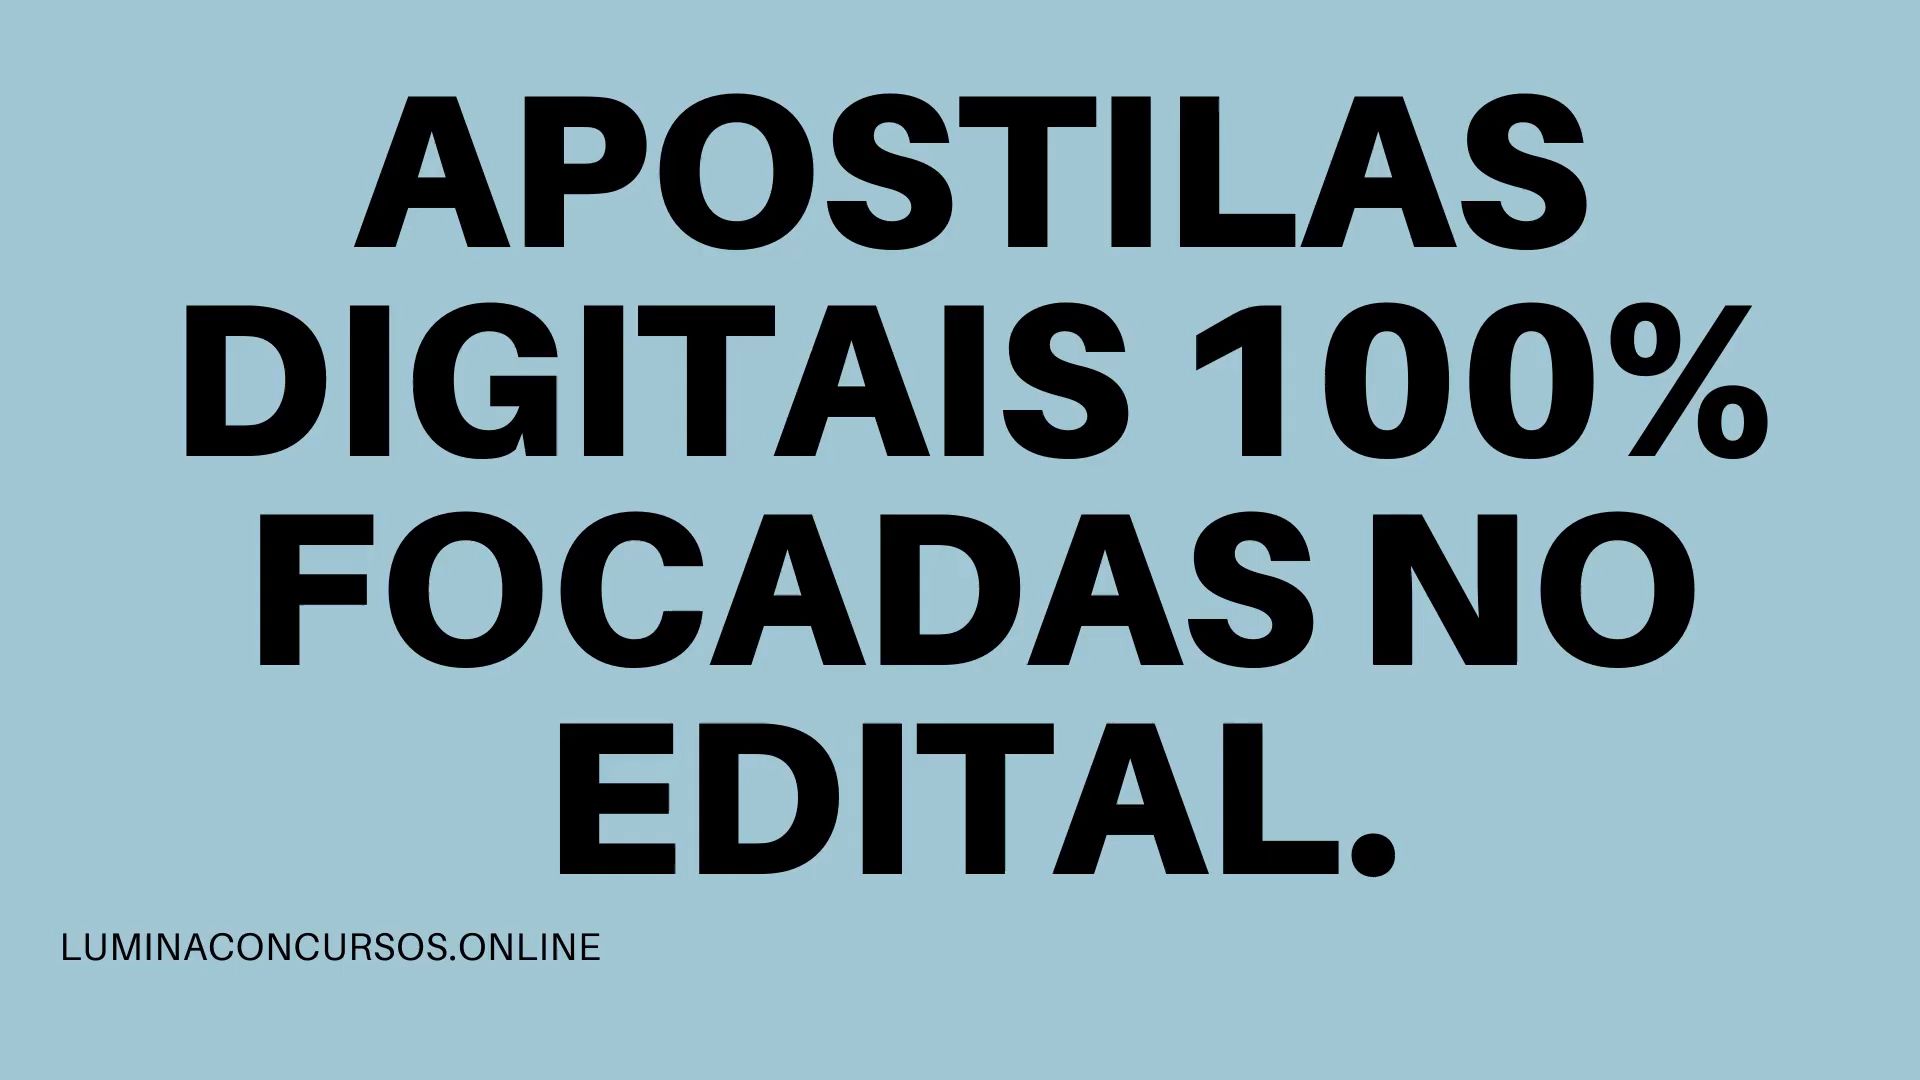 APOSTILAS
DIGITAIS 100%
FOCADAS NO
EDITAL.
LUMINACONCURSOS.ONLINE